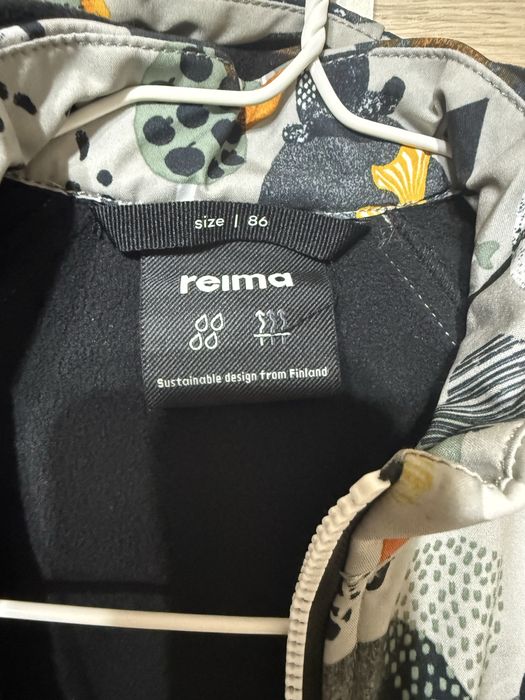 size | 86
reima
Sustainable design from Finland